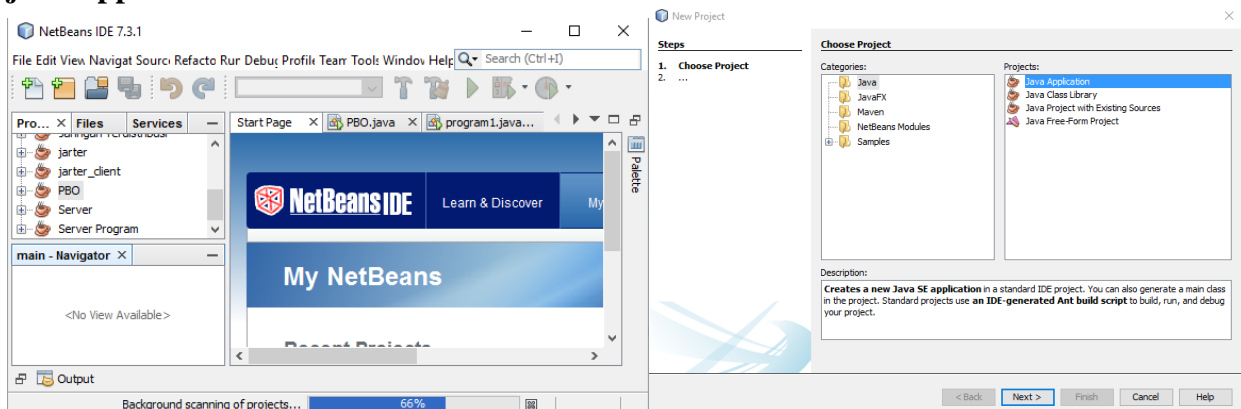 NetBeans IDE 7.3.1
File Edit View Navigat Source Refacto Run Debug Profile Team Tools Window Help Search (Ctrl+I)
Pro... Files Services
Start Page PBO.java program1.java...
Palette
jarter
jarter_client
PBO
Server
Server Program
NetBeans IDE
Learn & Discover
My
main - Navigator
My NetBeans
<No View Available>
Recent Projects
Output
Background scanning of projects... 66%
New Project
Steps
1. Choose Project
2. ...
Choose Project
Categories:
Java
JavaFX
Maven
NetBeans Modules
Samples
Projects:
Java Application
Java Class Library
Java Project with Existing Sources
Java Free-Form Project
Description:
Creates a new Java SE application in a standard IDE project. You can also generate a main class
in the project. Standard projects use an IDE-generated Ant build script to build, run, and debug
your project.
< Back Next > Finish Cancel Help